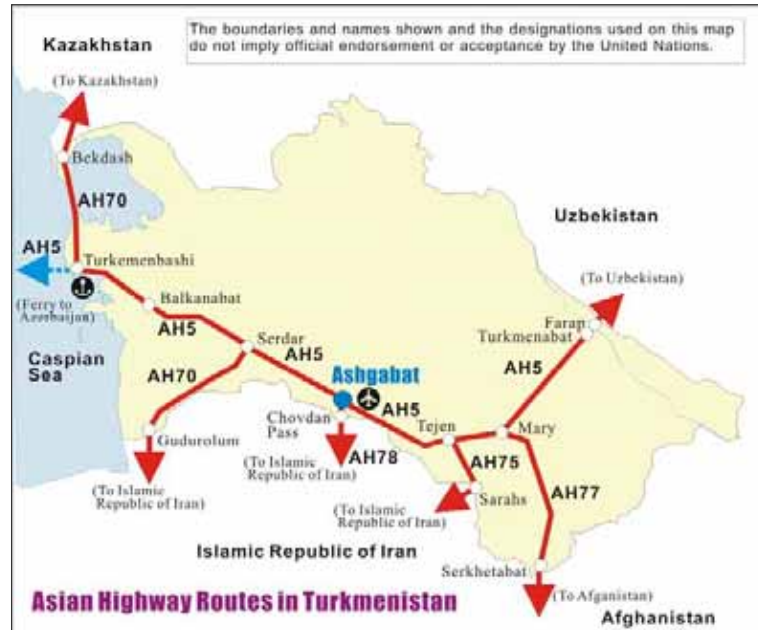 The boundaries and names shown and the designations used on this map
do not imply official endorsement or acceptance by the United Nations.
Kazakhstan
(To Kazakhstan)
Bekdash
AH70
Uzbekistan
AH5
Turkemenbashi
(To Uzbekistan)
(Ferry to
Azerbaijan)
Balkanabat
Farap
Turkmenabat
AH5
Serdar
Caspian
Sea
AH5
AH5
AH70
Ashgabat
AH5
Chovdan
Pass
Tejen
Mary
Gudurolum
(To Islamic
Republic of Iran)
AH78
AH75
(To Islamic
Republic of Iran)
Sarahs
AH77
(To Islamic
Republic of Iran)
Islamic Republic of Iran
Serkhetabat
Asian Highway Routes in Turkmenistan
(To Afganistan)
Afghanistan